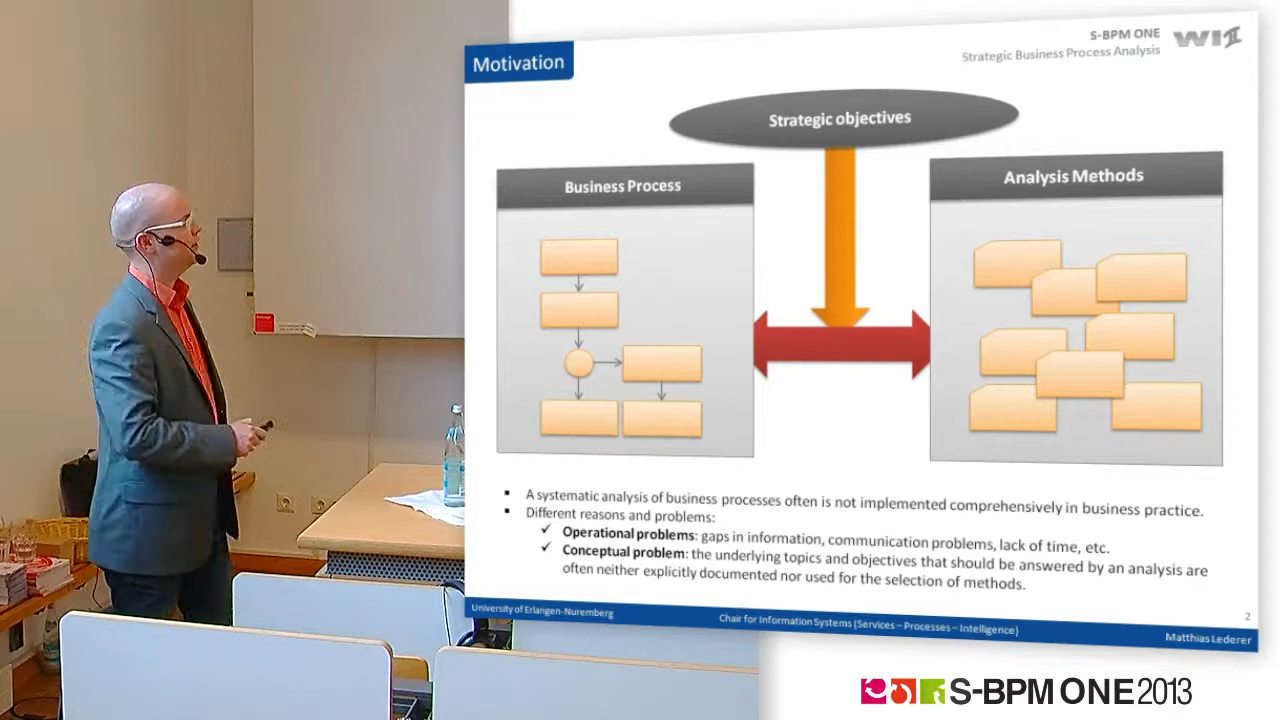 Motivation
S-BPM ONE
Strategic Business Process Analysis
WI
Strategic objectives
Business Process
Analysis Methods
▪ A systematic analysis of business processes often is not implemented comprehensively in business practice.
▪ Different reasons and problems:
✓ Operational problems: gaps in information, communication problems, lack of time, etc.
✓ Conceptual problem: the underlying topics and objectives that should be answered by an analysis are
often neither explicitly documented nor used for the selection of methods.
2
University of Erlangen-Nuremberg
Chair for Information Systems (Services – Processes – Intelligence)
Matthias Lederer
S-BPM ONE 2013